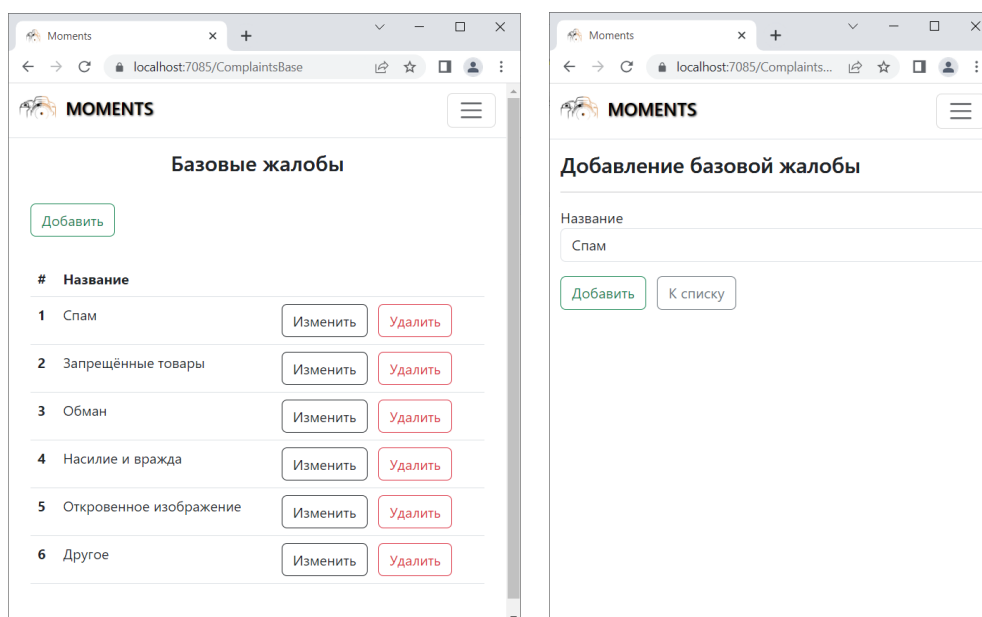 Moments
localhost:7085/ComplaintsBase
MOMENTS
Базовые жалобы
Добавить
# Название
1 Спам Изменить Удалить
2 Запрещённые товары Изменить Удалить
3 Обман Изменить Удалить
4 Насилие и вражда Изменить Удалить
5 Откровенное изображение Изменить Удалить
6 Другое Изменить Удалить
Moments
localhost:7085/Complaints...
MOMENTS
Добавление базовой жалобы
Название
Спам
Добавить К списку